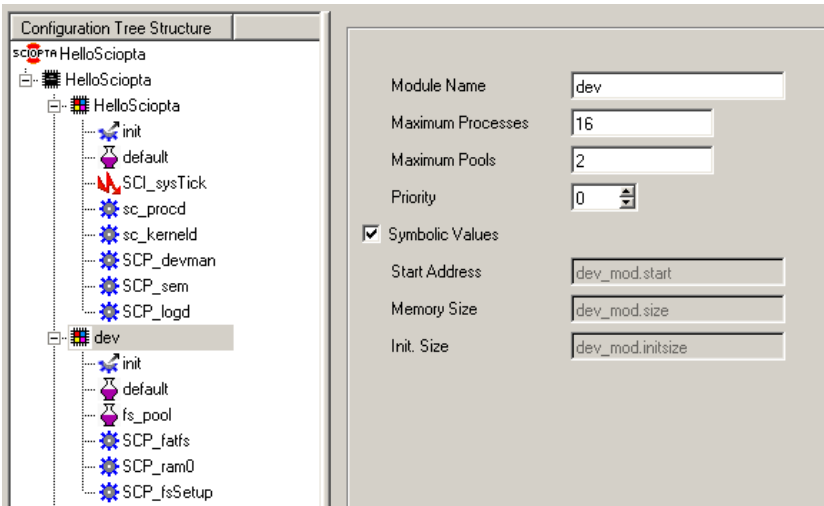 Configuration Tree Structure
SCIOPTA HelloSciopta
HelloSciopta
HelloSciopta
init
default
SCI_sysTick
sc_procd
sc_kerneld
SCP_devman
SCP_sem
SCP_logd
dev
init
default
fs_pool
SCP_fatfs
SCP_ram0
SCP_fsSetup
Module Name dev
Maximum Processes 16
Maximum Pools 2
Priority 0
Symbolic Values
Start Address dev_mod.start
Memory Size dev_mod.size
Init. Size dev_mod.initsize